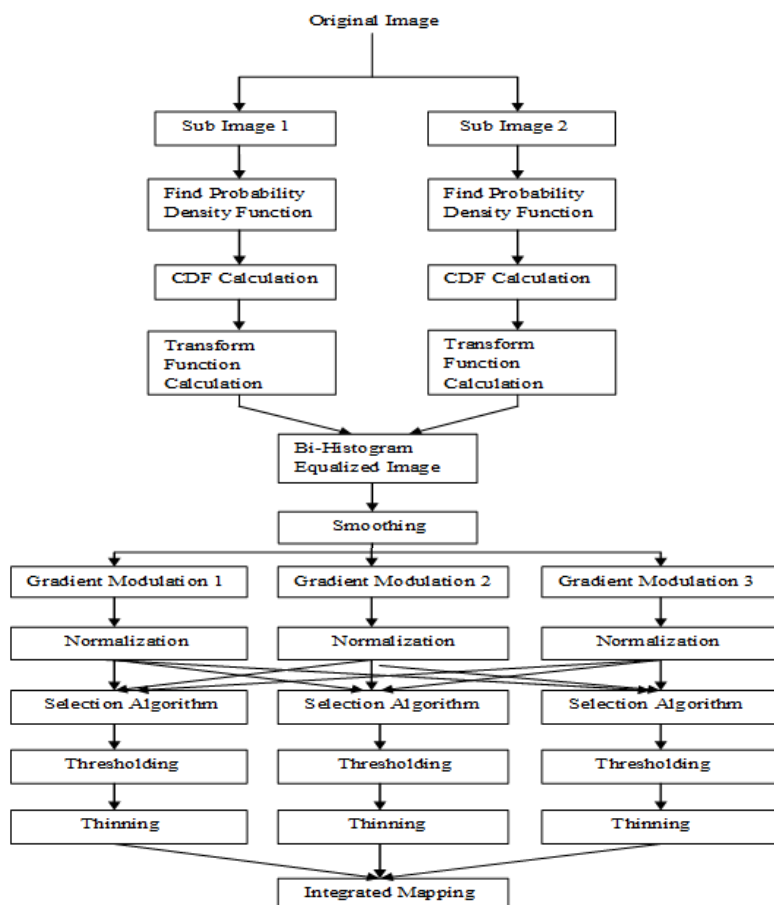 Original Image
Sub Image 1
Sub Image 2
Find Probability
Density Function
Find Probability
Density Function
CDF Calculation
CDF Calculation
Transform
Function
Calculation
Transform
Function
Calculation
Bi-Histogram
Equalized Image
Smoothing
Gradient Modulation 1
Gradient Modulation 2
Gradient Modulation 3
Normalization
Normalization
Normalization
Selection Algorithm
Selection Algorithm
Selection Algorithm
Thresholding
Thresholding
Thresholding
Thinning
Thinning
Thinning
Integrated Mapping